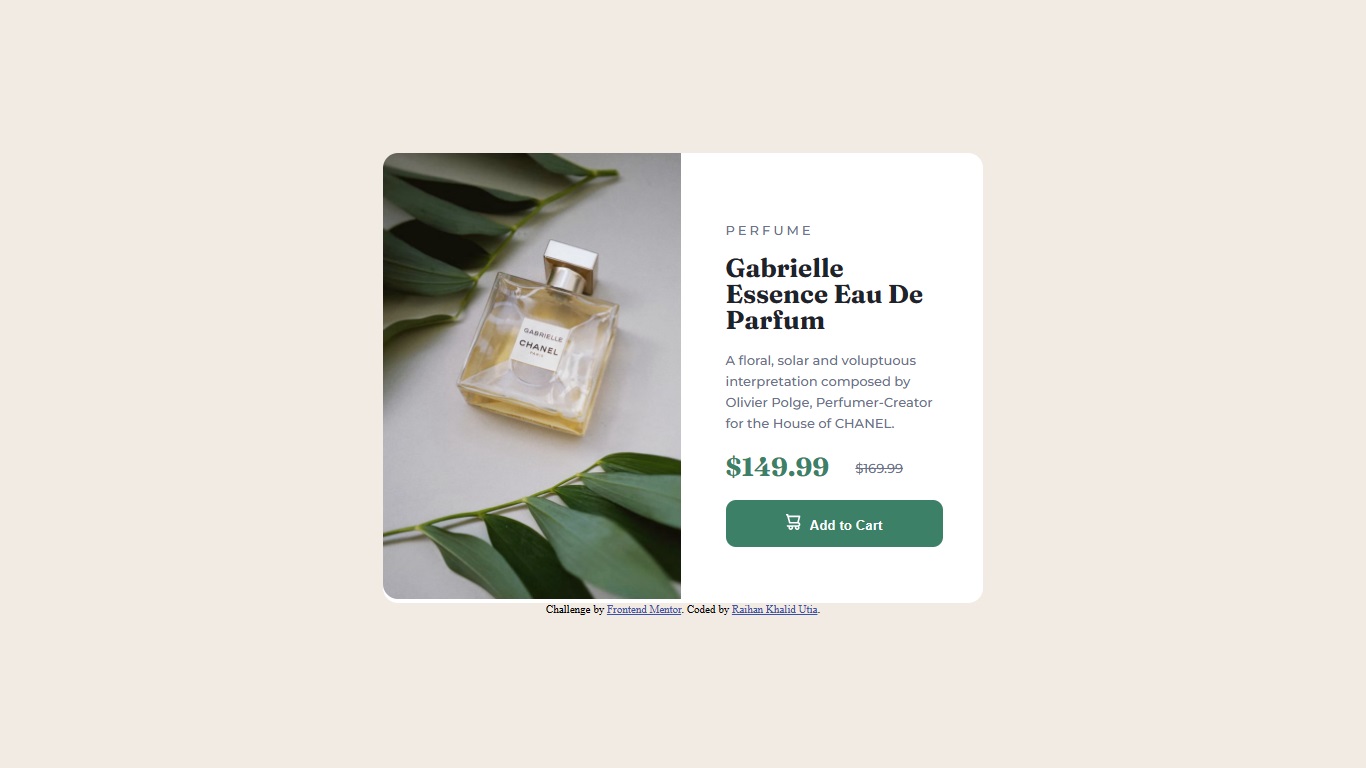 GABRIELLE
CHANEL
PARIS
PERFUME
Gabrielle
Essence Eau De
Parfum
A floral, solar and voluptuous
interpretation composed by
Olivier Polge, Perfumer-Creator
for the House of CHANEL.
$149.99 $169.99
Add to Cart
Challenge by Frontend Mentor. Coded by Raihan Khalid Utia.